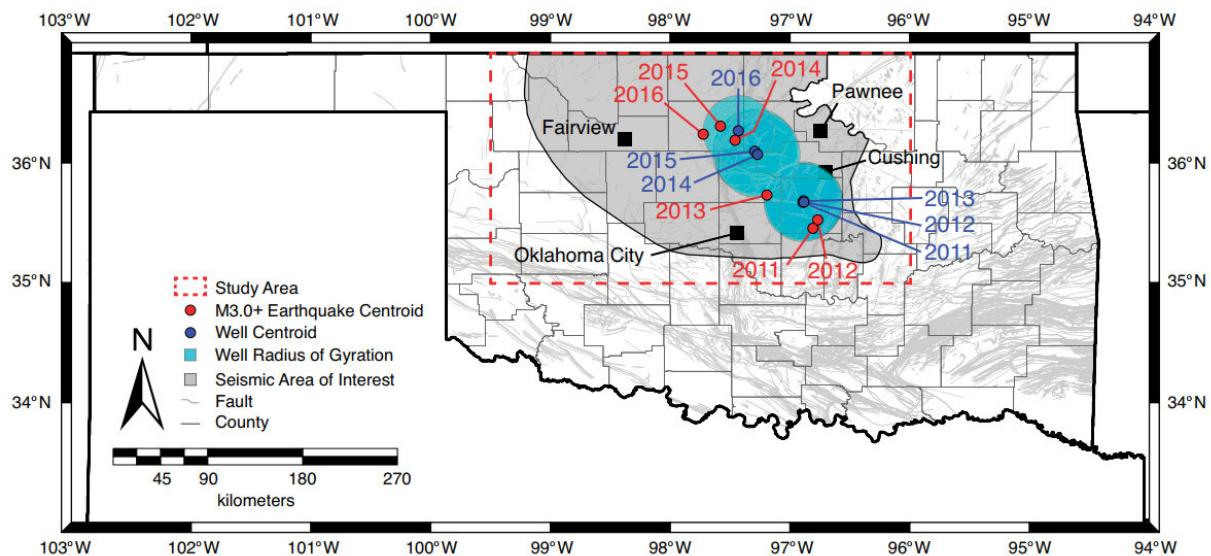 103°W 102°W 101°W 100°W 99°W 98°W 97°W 96°W 95°W 94°W
2015 2016 2014
2016
Pawnee
Fairview
36°N 36°N
2015
Cushing
2014
2013
2013
2012
Oklahoma City
2011
2011 2012
35°N 35°N
Study Area
M3.0+ Earthquake Centroid
N
Well Centroid
Well Radius of Gyration
Seismic Area of Interest
Fault
34°N 34°N
County
45 90 180 270
kilometers
103°W 102°W 101°W 100°W 99°W 98°W 97°W 96°W 95°W 94°W